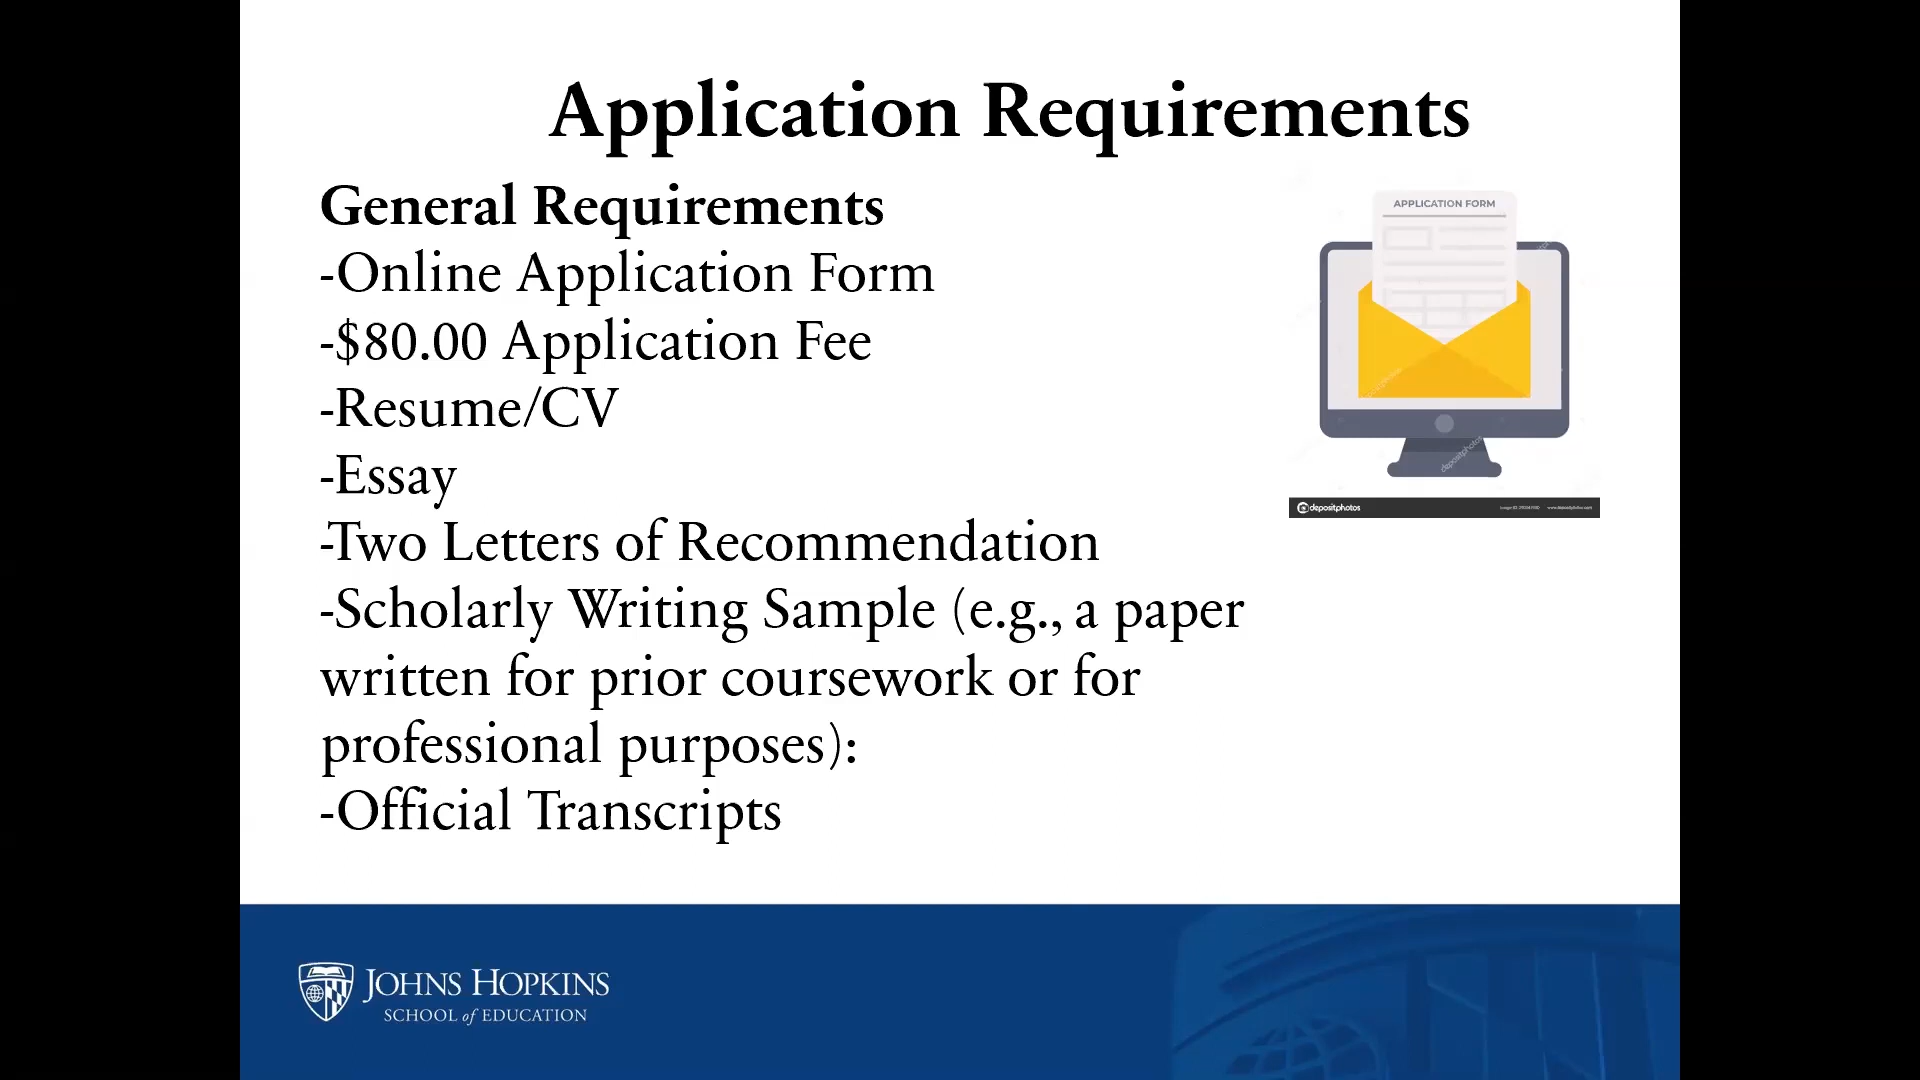 Application Requirements
General Requirements
-Online Application Form
-$80.00 Application Fee
-Resume/CV
-Essay
-Two Letters of Recommendation
-Scholarly Writing Sample (e.g., a paper
written for prior coursework or for
professional purposes):
-Official Transcripts
APPLICATION FORM
depositphotos
depositphotos
JOHNS HOPKINS
SCHOOL of EDUCATION